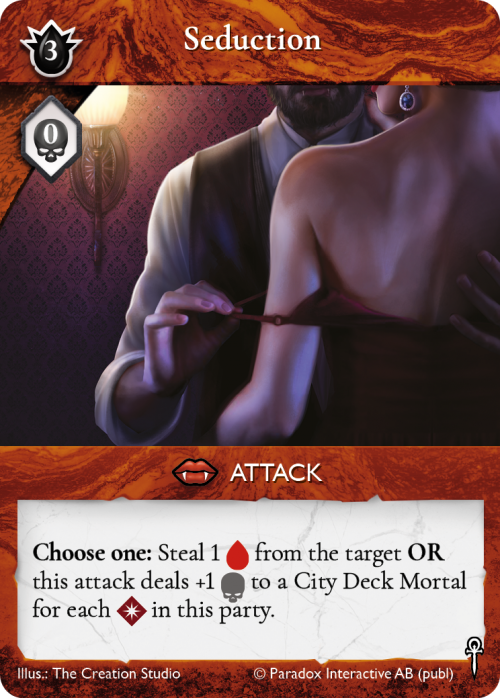 Seduction
3
0
ATTACK
Choose one: Steal 1 from the target OR
this attack deals +1 to a City Deck Mortal
for each in this party.
Illus.: The Creation Studio © Paradox Interactive AB (publ)